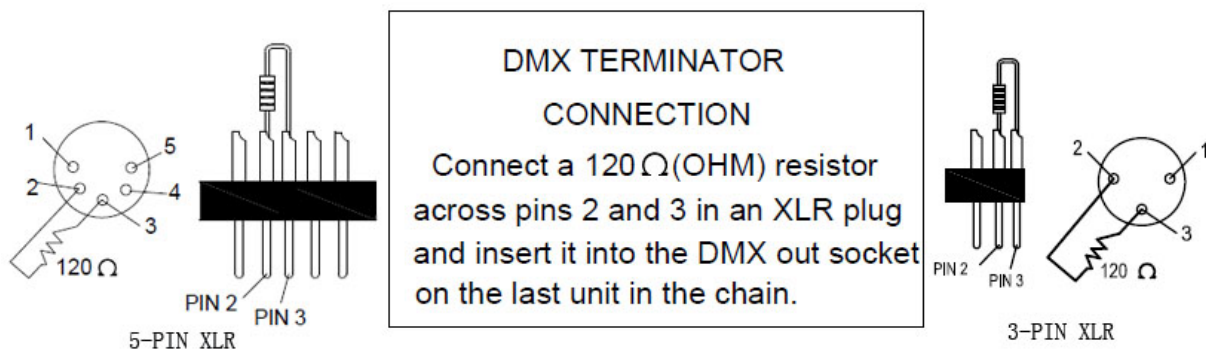 1
5
2
4
3
120 Ω
PIN 2
PIN 3
5-PIN XLR
DMX TERMINATOR
CONNECTION
Connect a 120 Ω(OHM) resistor
across pins 2 and 3 in an XLR plug
and insert it into the DMX out socket
on the last unit in the chain.
2
1
3
PIN 2
PIN 3
120 Ω
3-PIN XLR